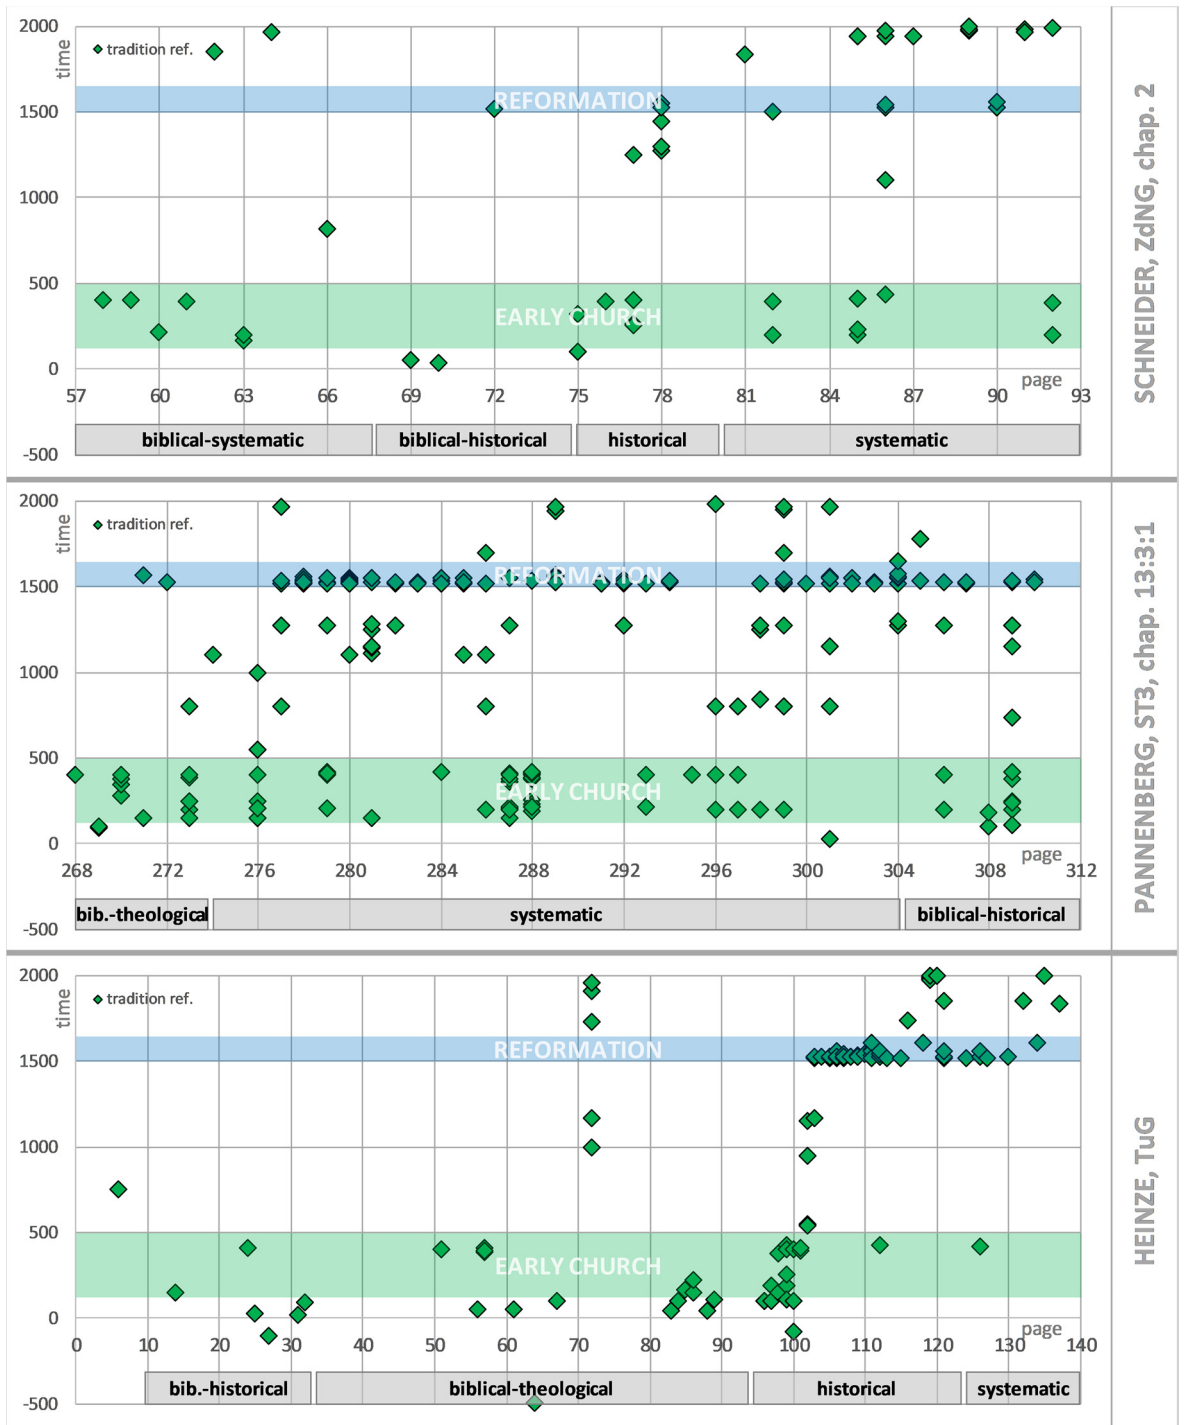 2000
time
tradition ref.
REFORMATION
1500
1000
500
EARLY CHURCH
0
page
57 60 63 66 69 72 75 78 81 84 87 90 93
biblical-systematic biblical-historical historical systematic
-500
SCHNEIDER, ZdNG, chap. 2
2000
time
tradition ref.
REFORMATION
1500
1000
500
EARLY CHURCH
0
page
268 272 276 280 284 288 292 296 300 304 308 312
bib.-theological systematic biblical-historical
-500
PANNENBERG, ST3, chap. 13:3:1
2000
time
tradition ref.
REFORMATION
1500
1000
500
EARLY CHURCH
0
page
0 10 20 30 40 50 60 70 80 90 100 110 120 130 140
bib.-historical biblical-theological historical systematic
-500
HEINZE, TuG